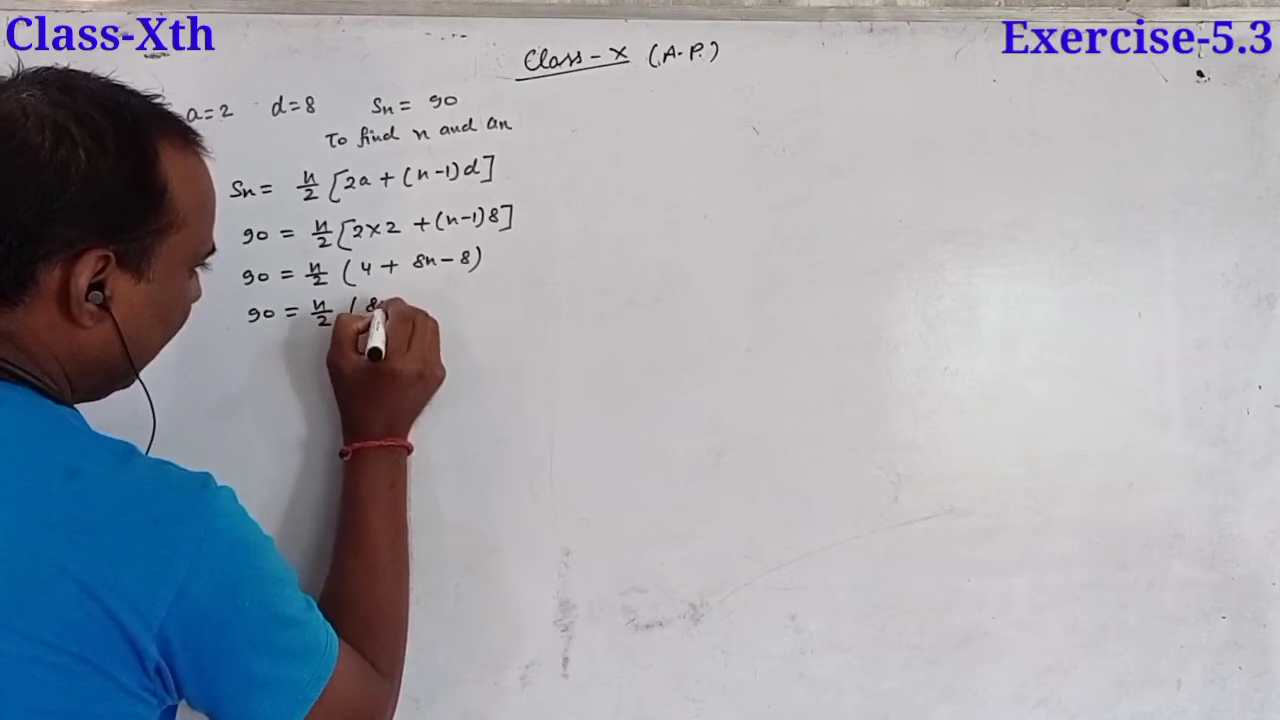 Class-Xth
Exercise-5.3
Class - X (A.P.)
a=2 d=8 Sn = 90
To find n and an
Sn = n/2 [2a + (n-1)d]
90 = n/2 [2×2 + (n-1)8]
90 = n/2 (4 + 8n - 8)
90 = n/2 ( 8